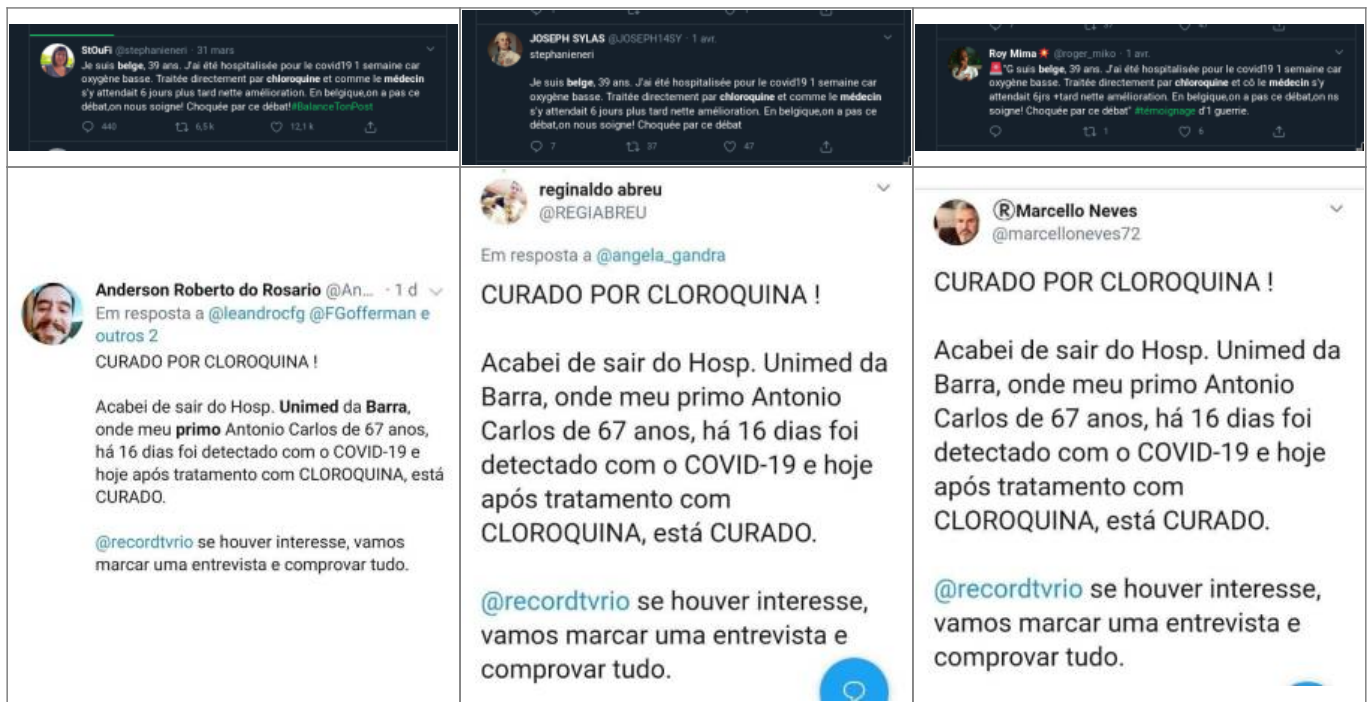 StOuFi @stephanieneri · 31 mars
Je suis belge, 39 ans. J'ai été hospitalisée pour le covid19 1 semaine car
oxygène basse. Traitée directement par chloroquine et comme le médecin
s'y attendait 6 jours plus tard nette amélioration. En belgique,on a pas ce
débat,on nous soigne! Choquée par ce débat!#BalanceTonPost
440 6,5 k 12,1 k
JOSEPH SYLAS @JOSEPH14SY · 1 avr.
stephanieneri
Je suis belge, 39 ans. J'ai été hospitalisée pour le covid19 1 semaine car
oxygène basse. Traitée directement par chloroquine et comme le médecin
s'y attendait 6 jours plus tard nette amélioration. En belgique,on a pas ce
débat,on nous soigne! Choquée par ce débat
7 37 47
Roy Mima @roger_miko · 1 avr.
"G suis belge, 39 ans. J'ai été hospitalisée pour le covid19 1 semaine car
oxygène basse. Traitée directement par chloroquine et cô le médecin s'y
attendait 6jrs +tard nette amélioration. En belgique,on a pas ce débat,on ns
soigne! Choquée par ce débat" #témoignage d'1 guerrie.
1 6
Anderson Roberto do Rosario @An... · 1 d
Em resposta a @leandrocfg @FGofferman e
outros 2
CURADO POR CLOROQUINA !
Acabei de sair do Hosp. Unimed da Barra,
onde meu primo Antonio Carlos de 67 anos,
há 16 dias foi detectado com o COVID-19 e
hoje após tratamento com CLOROQUINA, está
CURADO.
@recordtvrio se houver interesse, vamos
marcar uma entrevista e comprovar tudo.
reginaldo abreu
@REGIABREU
Em resposta a @angela_gandra
CURADO POR CLOROQUINA !
Acabei de sair do Hosp. Unimed da
Barra, onde meu primo Antonio
Carlos de 67 anos, há 16 dias foi
detectado com o COVID-19 e hoje
após tratamento com
CLOROQUINA, está CURADO.
@recordtvrio se houver interesse,
vamos marcar uma entrevista e
comprovar tudo.
®Marcello Neves
@marcelloneves72
CURADO POR CLOROQUINA !
Acabei de sair do Hosp. Unimed da
Barra, onde meu primo Antonio
Carlos de 67 anos, há 16 dias foi
detectado com o COVID-19 e hoje
após tratamento com
CLOROQUINA, está CURADO.
@recordtvrio se houver interesse,
vamos marcar uma entrevista e
comprovar tudo.